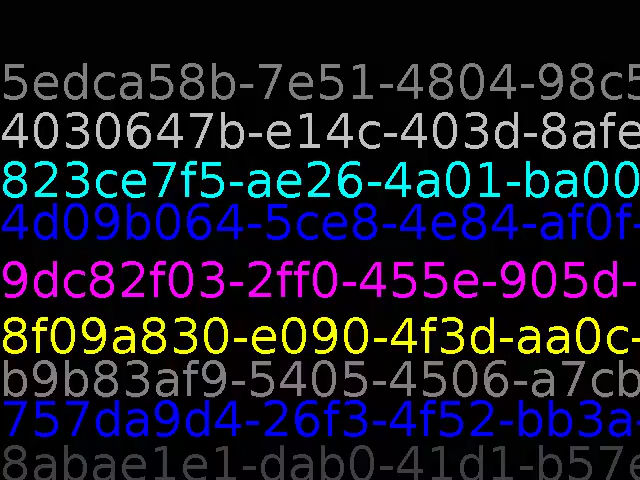 5edca58b-7e51-4804-98c5
4030647b-e14c-403d-8afe
823ce7f5-ae26-4a01-ba00
4d09b064-5ce8-4e84-af0f-
9dc82f03-2ff0-455e-905d-
8f09a830-e090-4f3d-aa0c-
b9b83af9-5405-4506-a7cb
757da9d4-26f3-4f52-bb3a-
8abae1e1-dab0-41d1-b57e